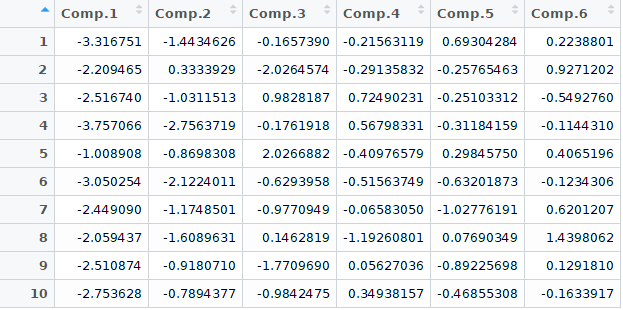 Comp.1 Comp.2 Comp.3 Comp.4 Comp.5 Comp.6
1 -3.316751 -1.4434626 -0.1657390 -0.21563119 0.69304284 0.2238801
2 -2.209465 0.3333929 -2.0264574 -0.29135832 -0.25765463 0.9271202
3 -2.516740 -1.0311513 0.9828187 0.72490231 -0.25103312 -0.5492760
4 -3.757066 -2.7563719 -0.1761918 0.56798331 -0.31184159 -0.1144310
5 -1.008908 -0.8698308 2.0266882 -0.40976579 0.29845750 0.4065196
6 -3.050254 -2.1224011 -0.6293958 -0.51563749 -0.63201873 -0.1234306
7 -2.449090 -1.1748501 -0.9770949 -0.06583050 -1.02776191 0.6201207
8 -2.059437 -1.6089631 0.1462819 -1.19260801 0.07690349 1.4398062
9 -2.510874 -0.9180710 -1.7709690 0.05627036 -0.89225698 0.1291810
10 -2.753628 -0.7894377 -0.9842475 0.34938157 -0.46855308 -0.1633917